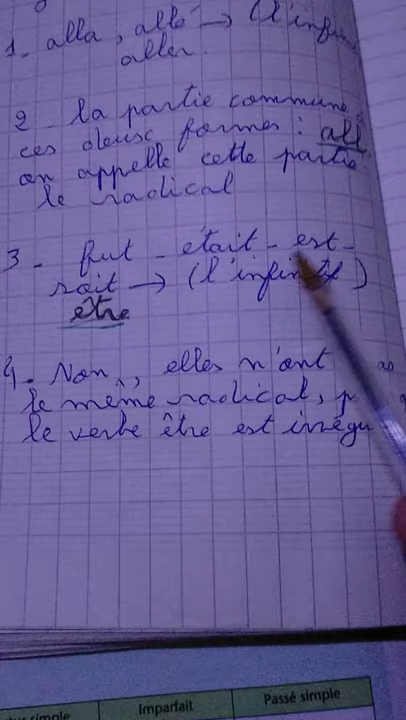 1. alla, allé → (l'infin
aller.
2 - la partie commune
ces deux formes : all
on appelle cette partie
le radical
3 - fut - était - est -
soit → (l'infinitif)
être
4. Non, elles n'ont
le même radical, p
le verbe être est irrégu
simple
Imparfait
Passé simple